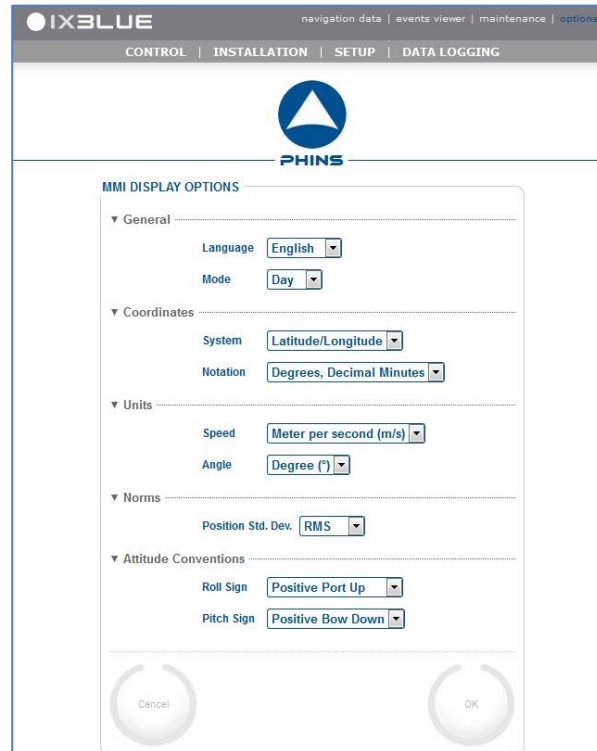 IXBLUE
navigation data | events viewer | maintenance | options
CONTROL | INSTALLATION | SETUP | DATA LOGGING
PHINS
MMI DISPLAY OPTIONS
▼ General
Language English
Mode Day
▼ Coordinates
System Latitude/Longitude
Notation Degrees, Decimal Minutes
▼ Units
Speed Meter per second (m/s)
Angle Degree (°)
▼ Norms
Position Std. Dev. RMS
▼ Attitude Conventions
Roll Sign Positive Port Up
Pitch Sign Positive Bow Down
Cancel OK